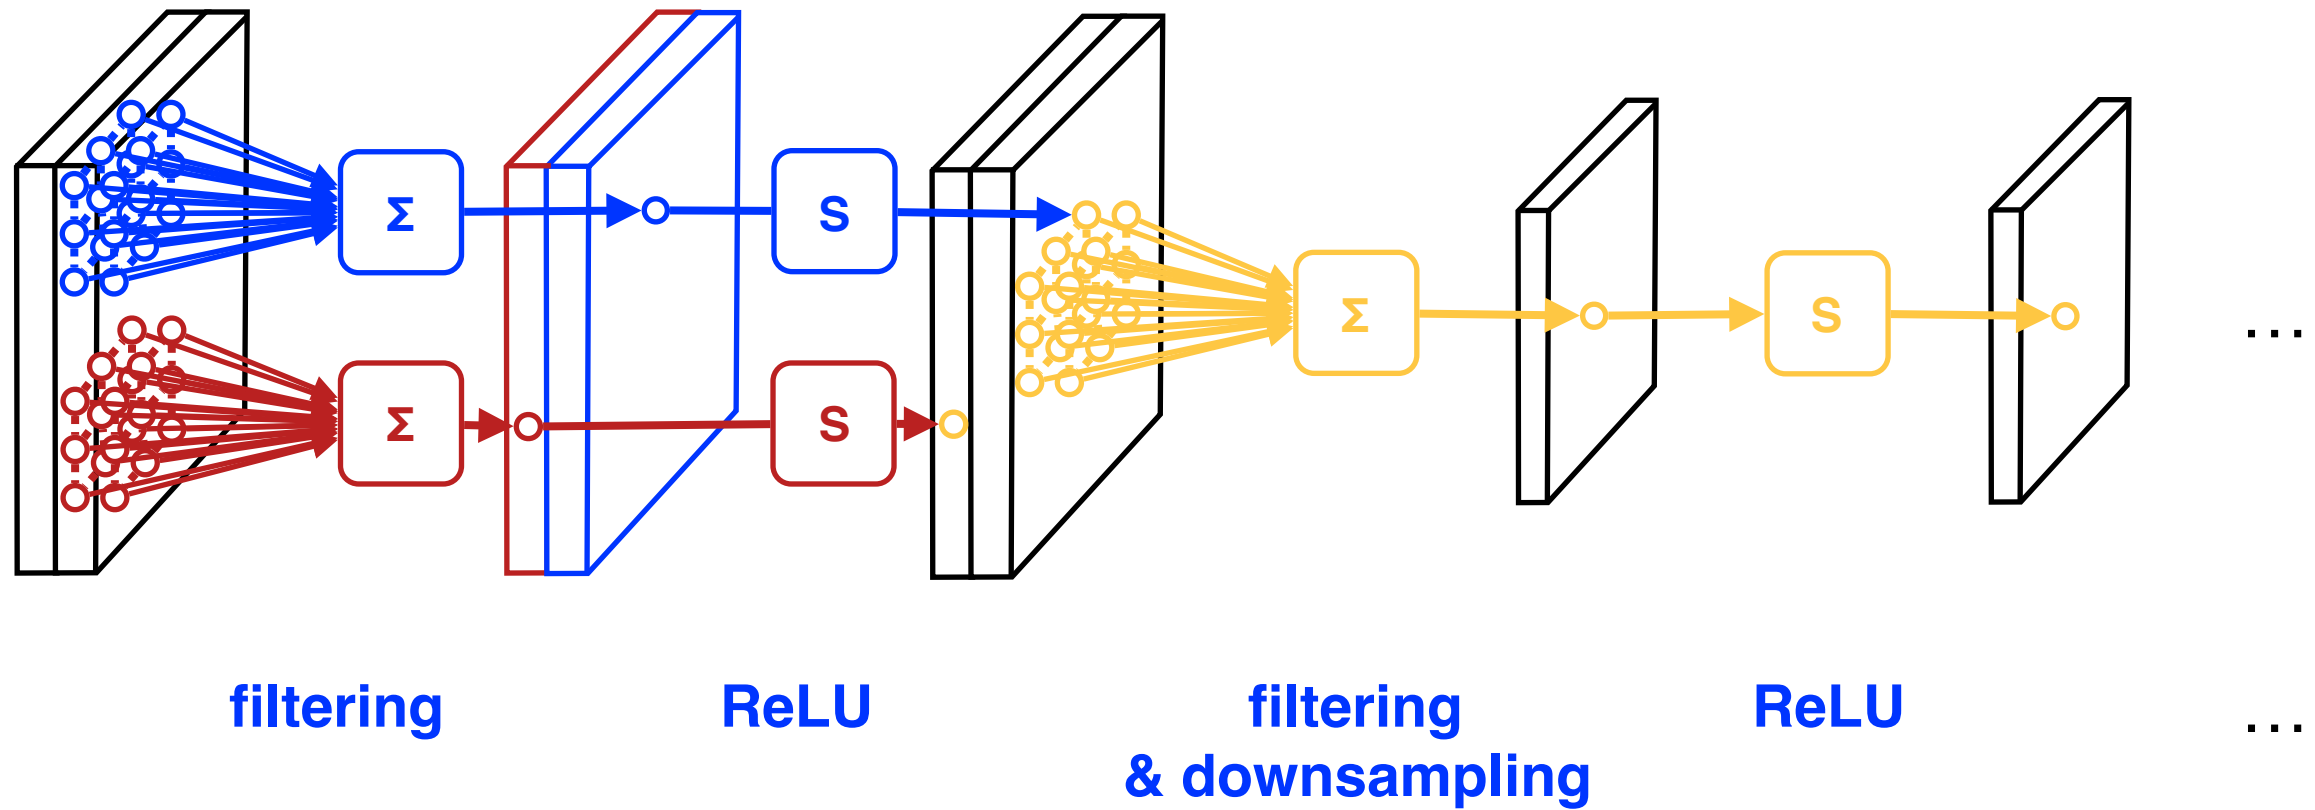 Σ S
Σ S
Σ S
...
filtering ReLU filtering ReLU ...
& downsampling